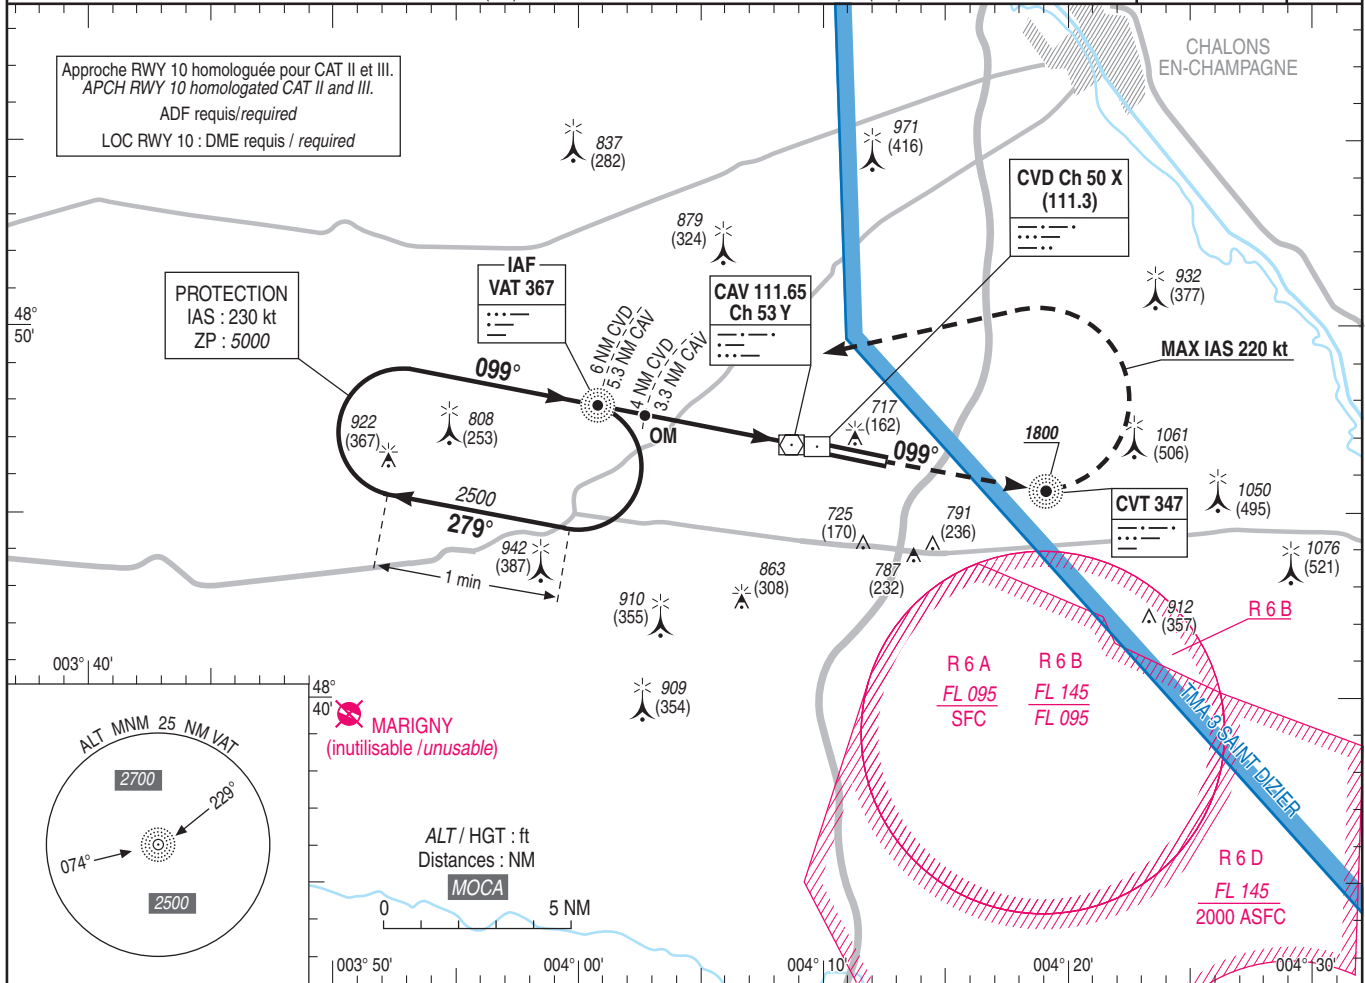 Approche RWY 10 homologuée pour CAT II et III.
APCH RWY 10 homologated CAT II and III.
ADF requis/required
LOC RWY 10 : DME requis / required
CHALONS
EN-CHAMPAGNE
837
(282)
971
(416)
CVD Ch 50 X
(111.3)
879
(324)
IAF
VAT 367
PROTECTION
IAS : 230 kt
ZP : 5000
CAV 111.65
Ch 53 Y
932
(377)
48°
50'
MAX IAS 220 kt
6 NM CVD
5.3 NM CAV
4 NM CVD
3.3 NM CAV
099°
922
(367)
808
(253)
OM
717
(162)
099°
1800
1061
(506)
2500
279°
1050
(495)
CVT 347
725
(170)
791
(236)
787
(232)
942
(387)
1 min
863
(308)
1076
(521)
910
(355)
912
(357)
R 6 B
R 6 A
FL 095
SFC
R 6 B
FL 145
FL 095
003° 40'
48°
40'
909
(354)
MARIGNY
(inutilisable /unusable)
TMA 3 SAINT DIZIER
ALT MNM 25 NM VAT
2700
229°
074°
2500
ALT / HGT : ft
Distances : NM
MOCA
0
5 NM
R 6 D
FL 145
2000 ASFC
003° 50'
004° 00'
004° 10'
004° 20'
004° 30'